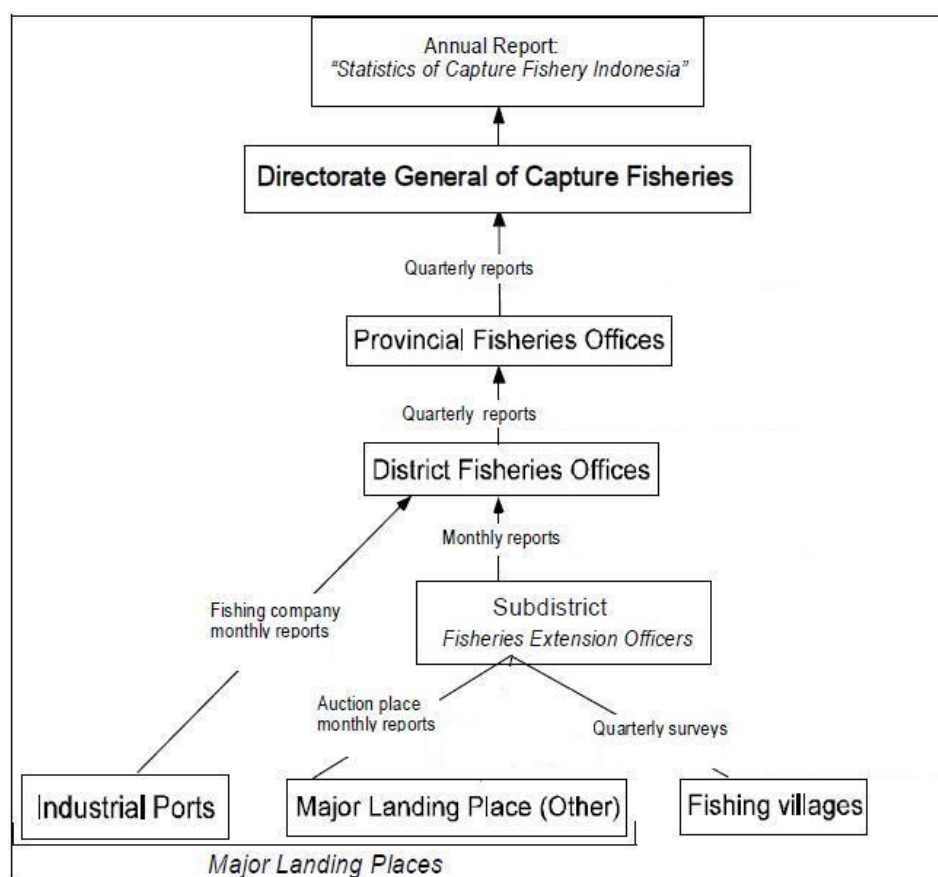 Annual Report:
“Statistics of Capture Fishery Indonesia”
Directorate General of Capture Fisheries
Quarterly reports
Provincial Fisheries Offices
Quarterly reports
District Fisheries Offices
Monthly reports
Fishing company
monthly reports
Subdistrict
Fisheries Extension Officers
Auction place
monthly reports
Quarterly surveys
Industrial Ports
Major Landing Place (Other)
Fishing villages
Major Landing Places